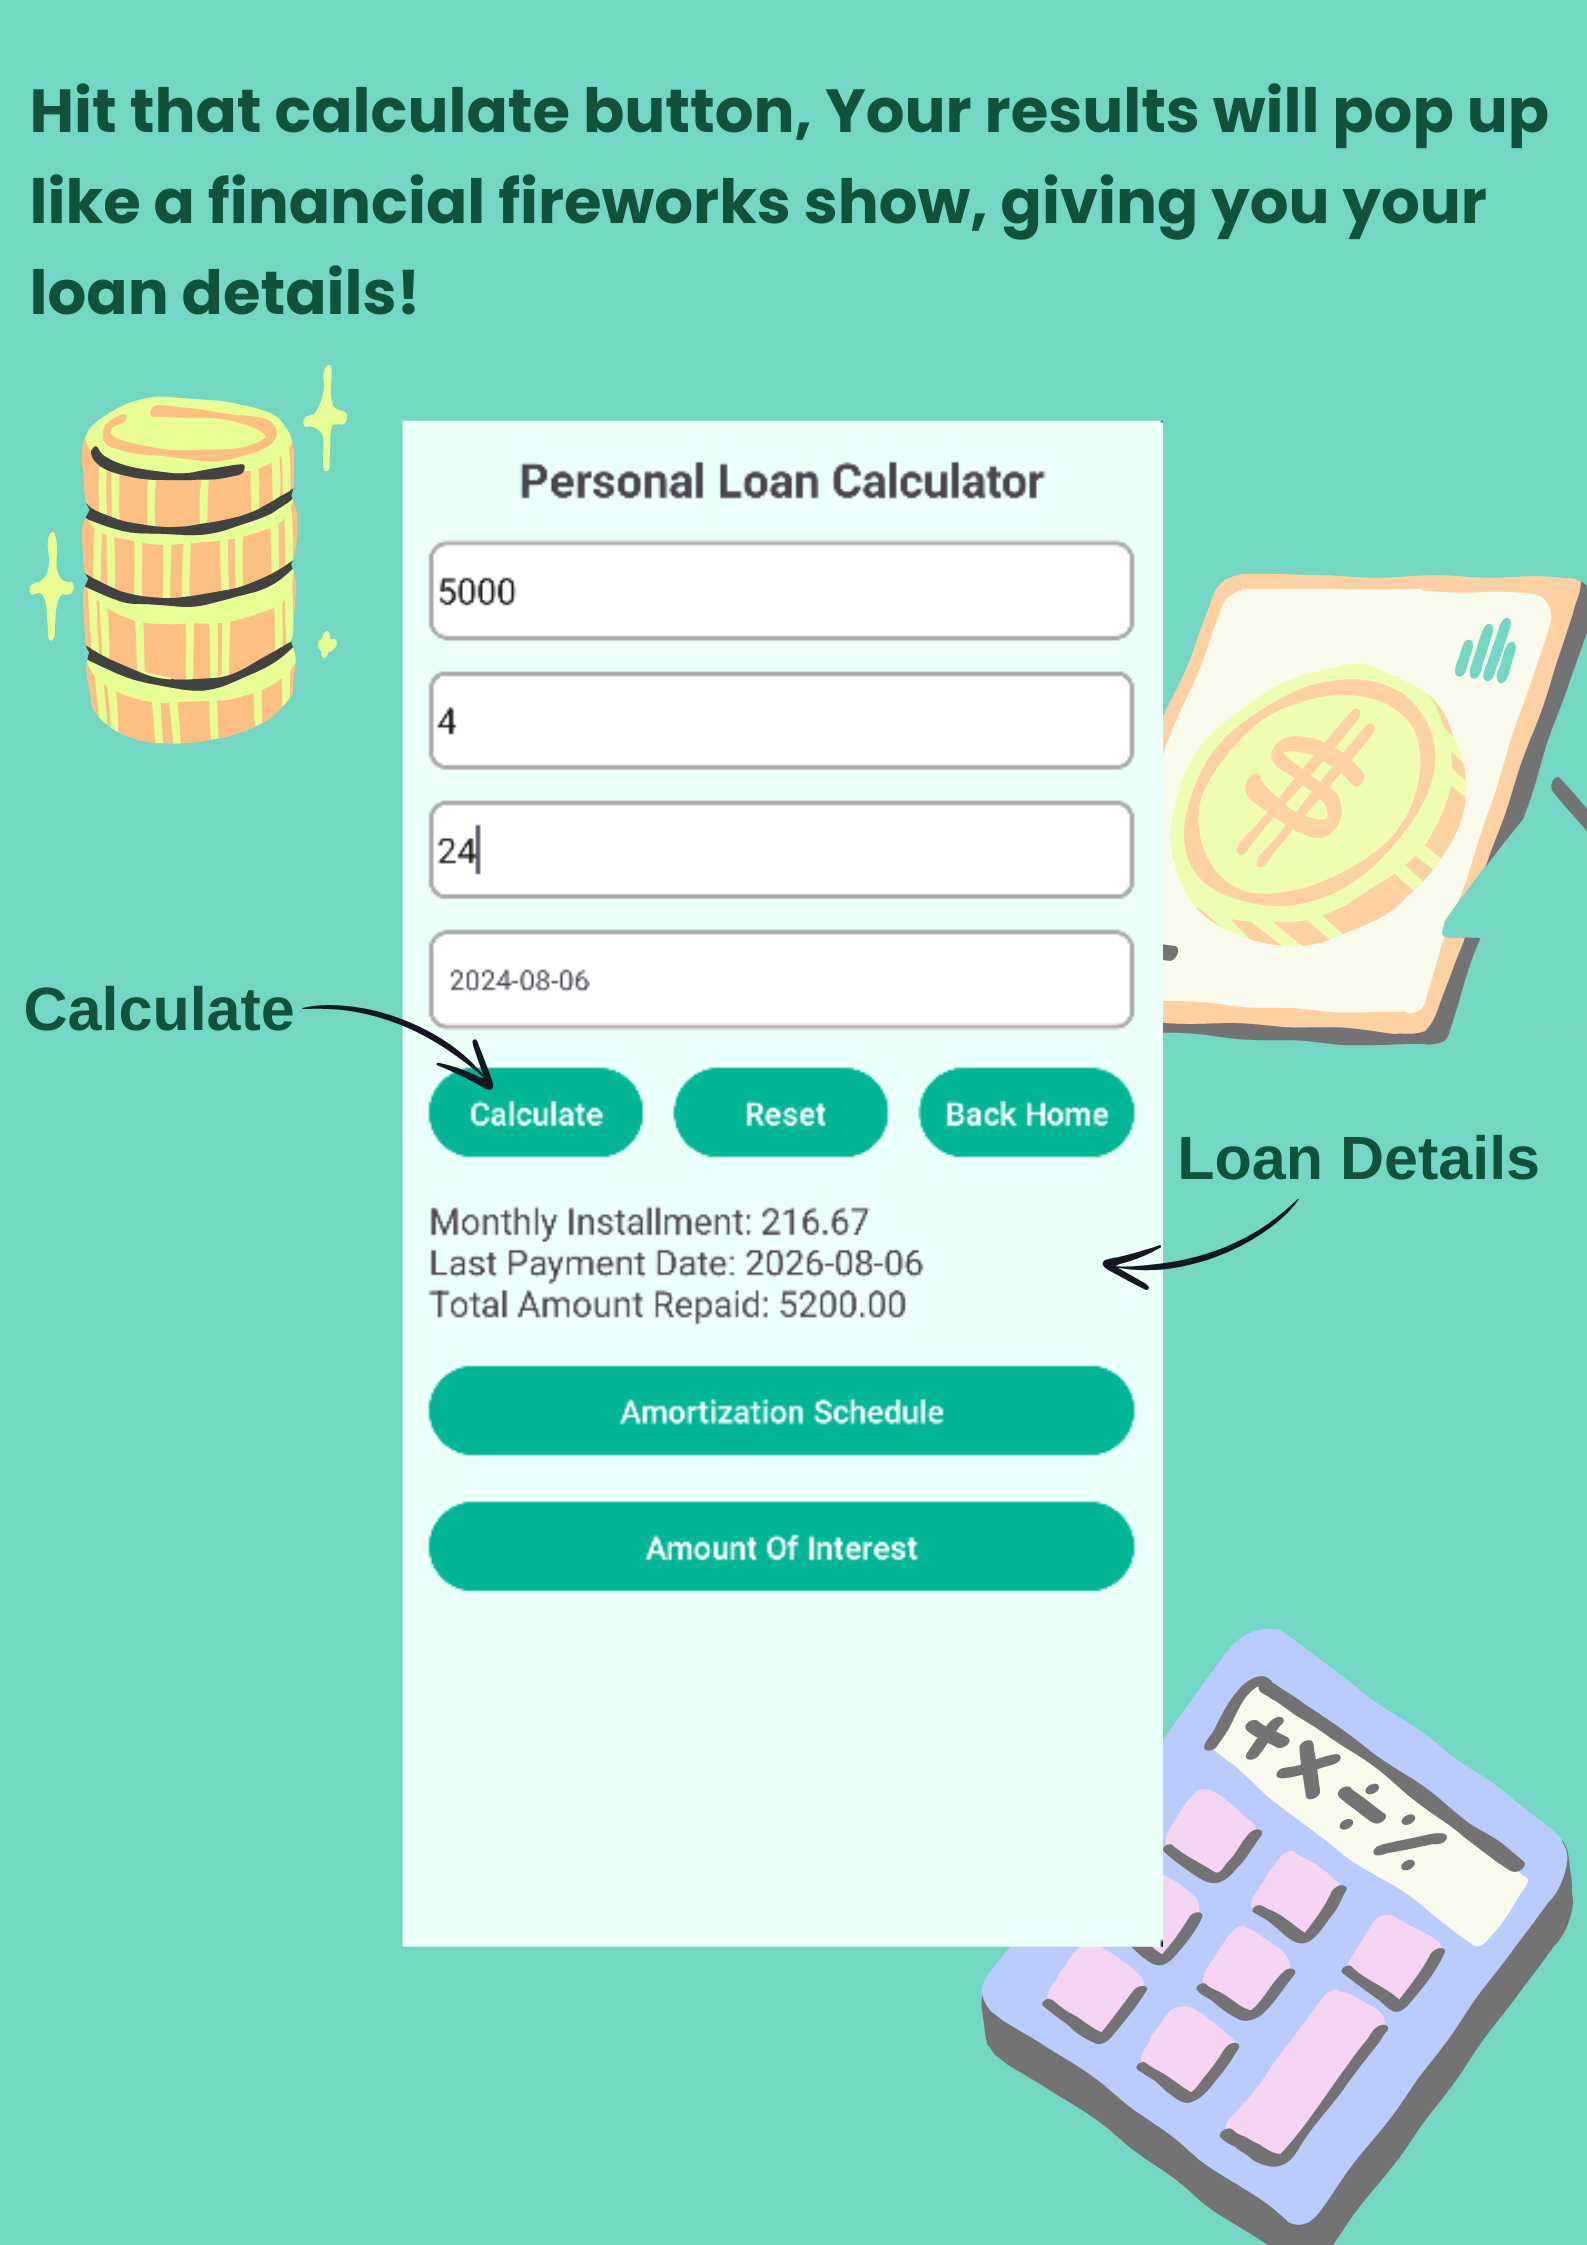 Hit that calculate button, Your results will pop up
like a financial fireworks show, giving you your
loan details!
Personal Loan Calculator
5000
4
24
2024-08-06
Calculate
Calculate
Reset
Back Home
Loan Details
Monthly Installment: 216.67
Last Payment Date: 2026-08-06
Total Amount Repaid: 5200.00
Amortization Schedule
Amount Of Interest
$
+×÷٪